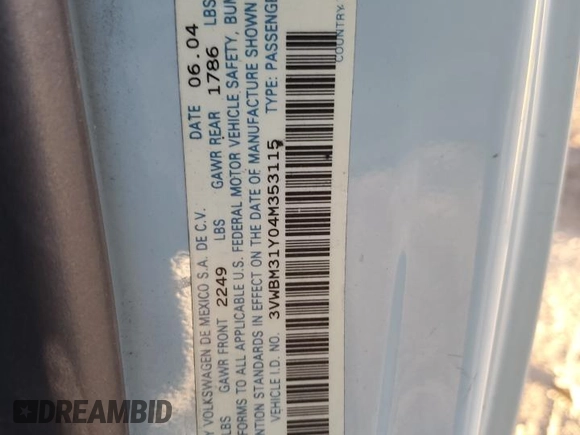 Y VOLKSWAGEN DE MEXICO S.A. DE C.V. DATE 06.04
LBS GAWR FRONT 2249 LBS GAWR REAR 1786 LBS
FORMS TO ALL APPLICABLE U.S. FEDERAL MOTOR VEHICLE SAFETY, BUM
NTION STANDARDS IN EFFECT ON THE DATE OF MANUFACTURE SHOWN
VEHICLE I.D. NO. 3VWBM31Y04M353115 TYPE: PASSENGE
COUNTRY
DREAMBID